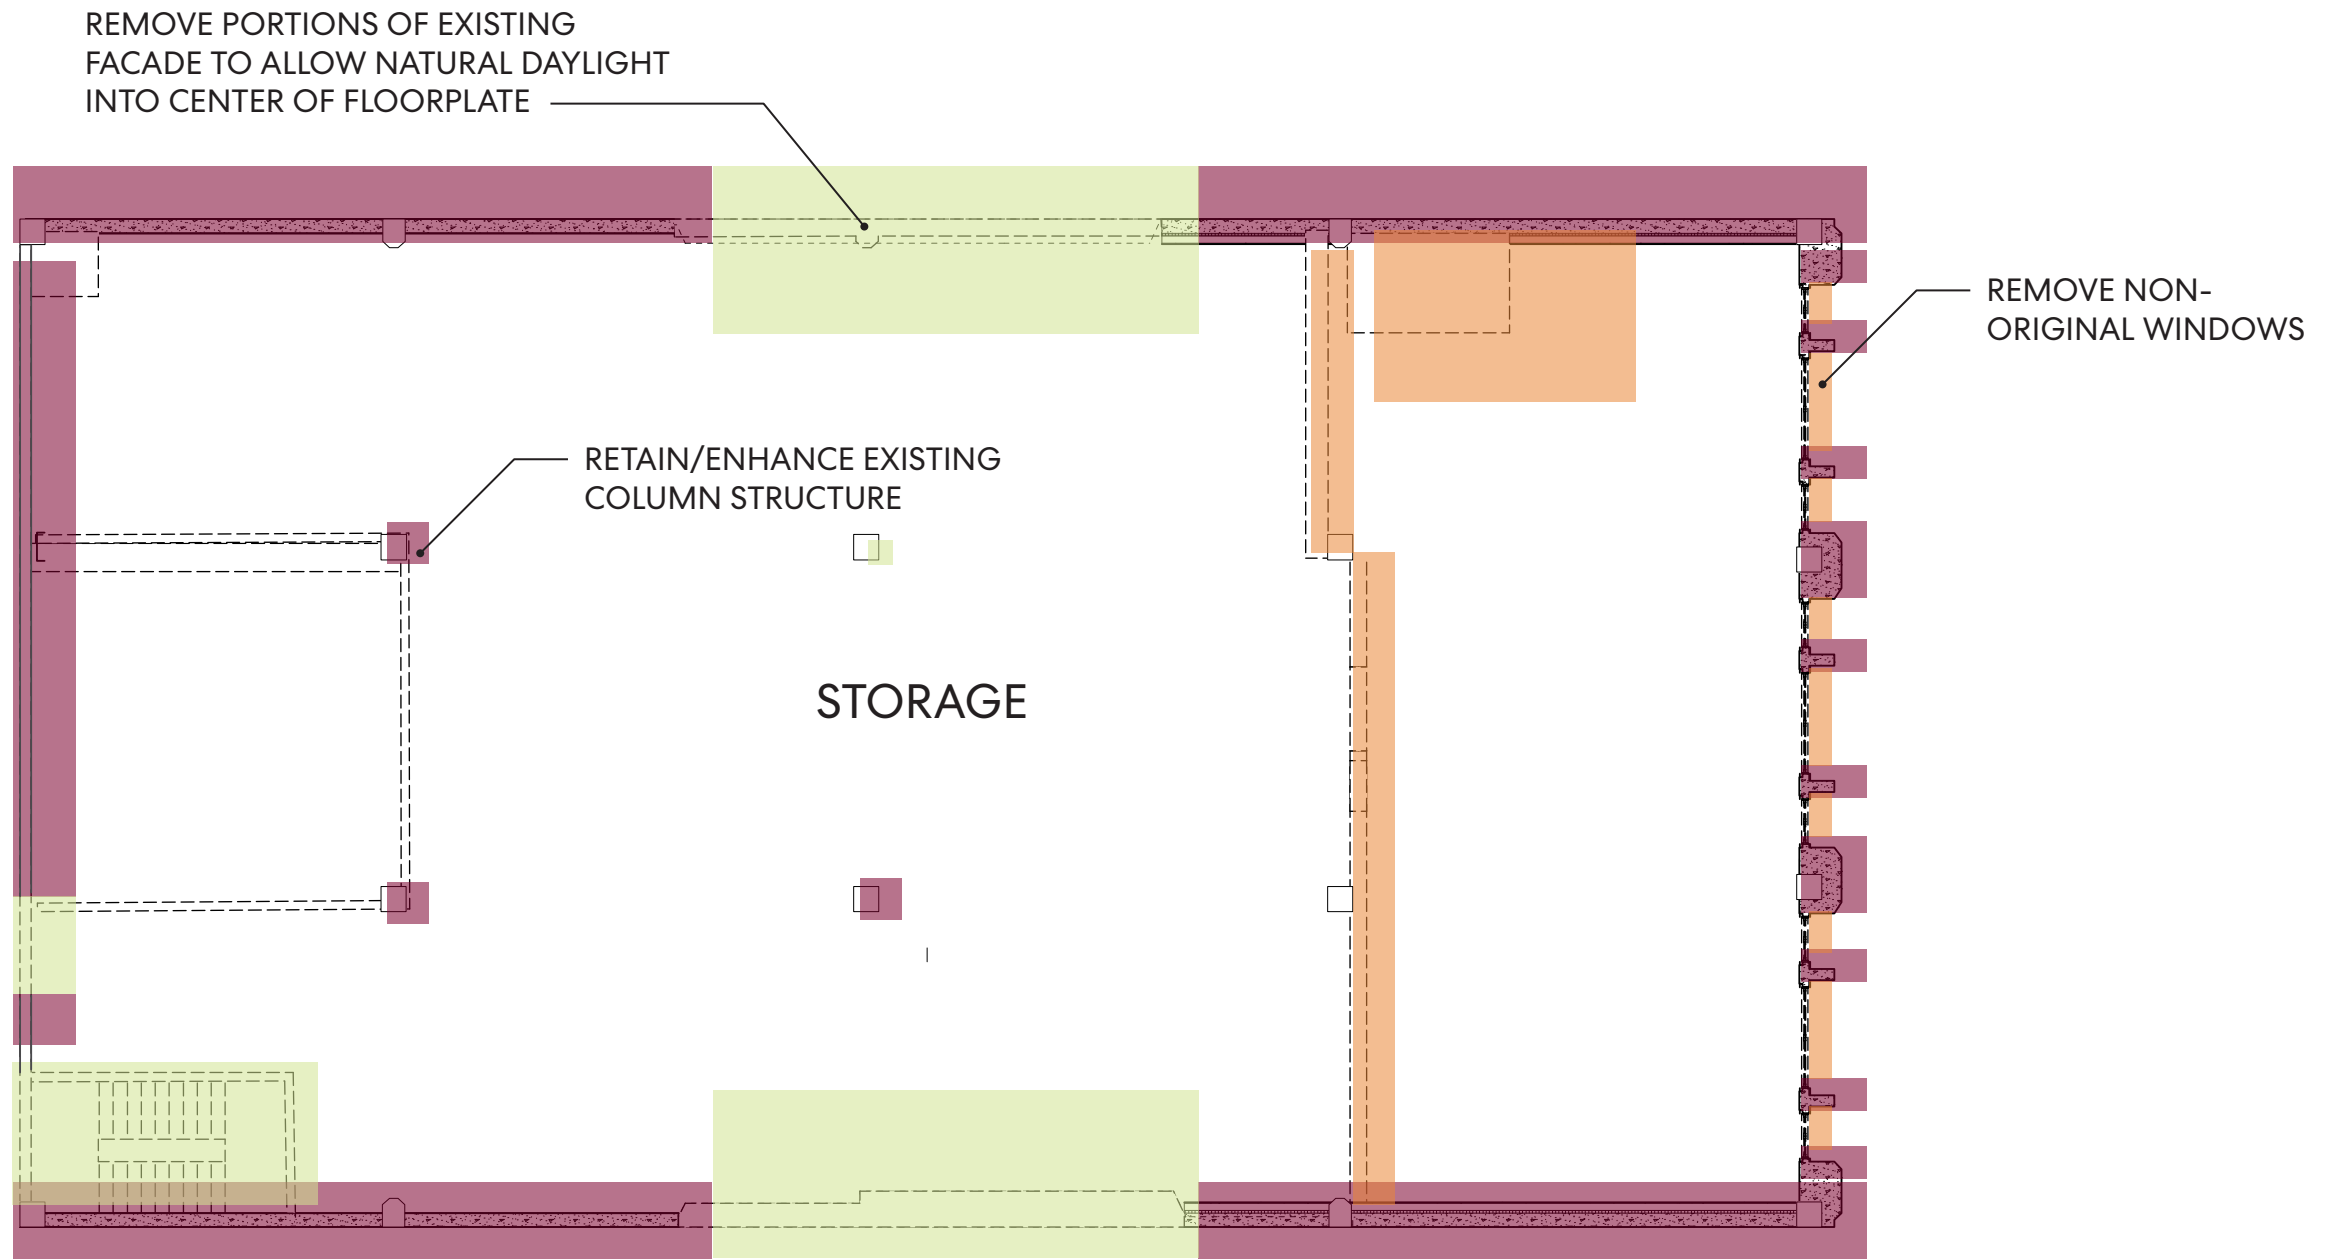 REMOVE PORTIONS OF EXISTING
FACADE TO ALLOW NATURAL DAYLIGHT
INTO CENTER OF FLOORPLATE
REMOVE NON-
ORIGINAL WINDOWS
RETAIN/ENHANCE EXISTING
COLUMN STRUCTURE
STORAGE